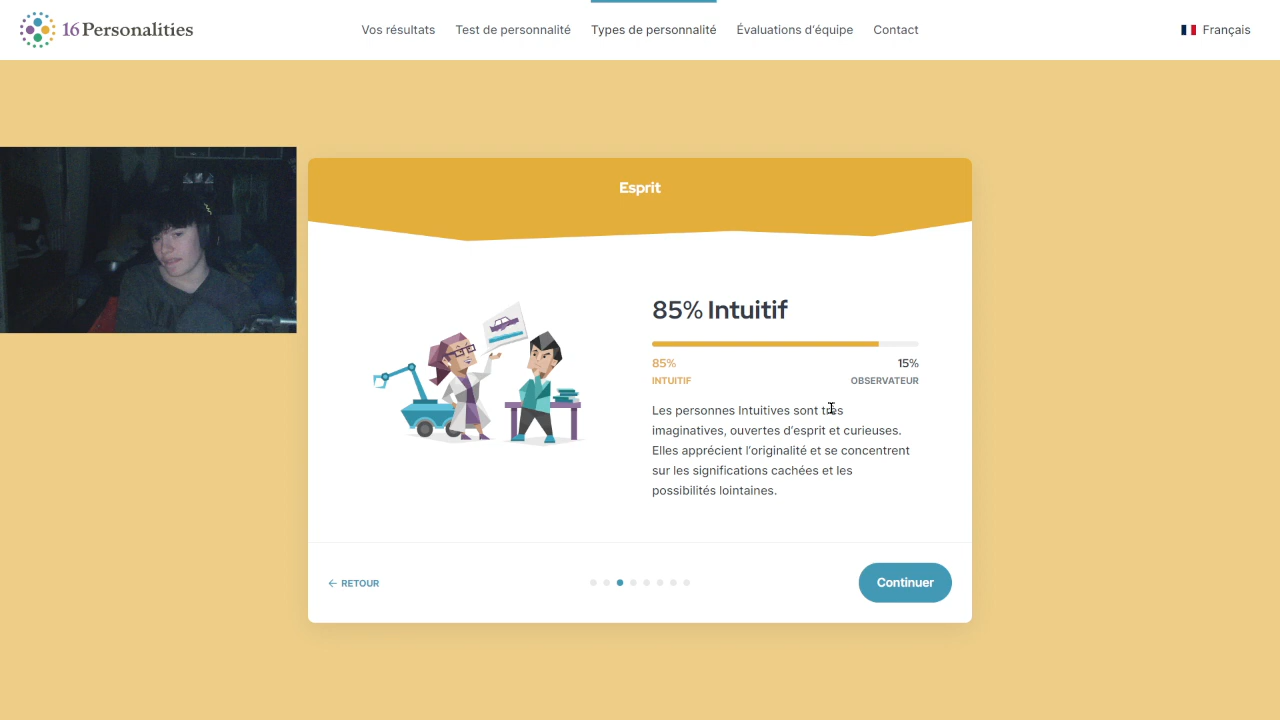 16Personalities
Vos résultats
Test de personnalité
Types de personnalité
Évaluations d'équipe
Contact
Français
Esprit
85% Intuitif
85%
15%
INTUITIF
OBSERVATEUR
Les personnes Intuitives sont très
imaginatives, ouvertes d'esprit et curieuses.
Elles apprécient l'originalité et se concentrent
sur les significations cachées et les
possibilités lointaines.
← RETOUR
Continuer